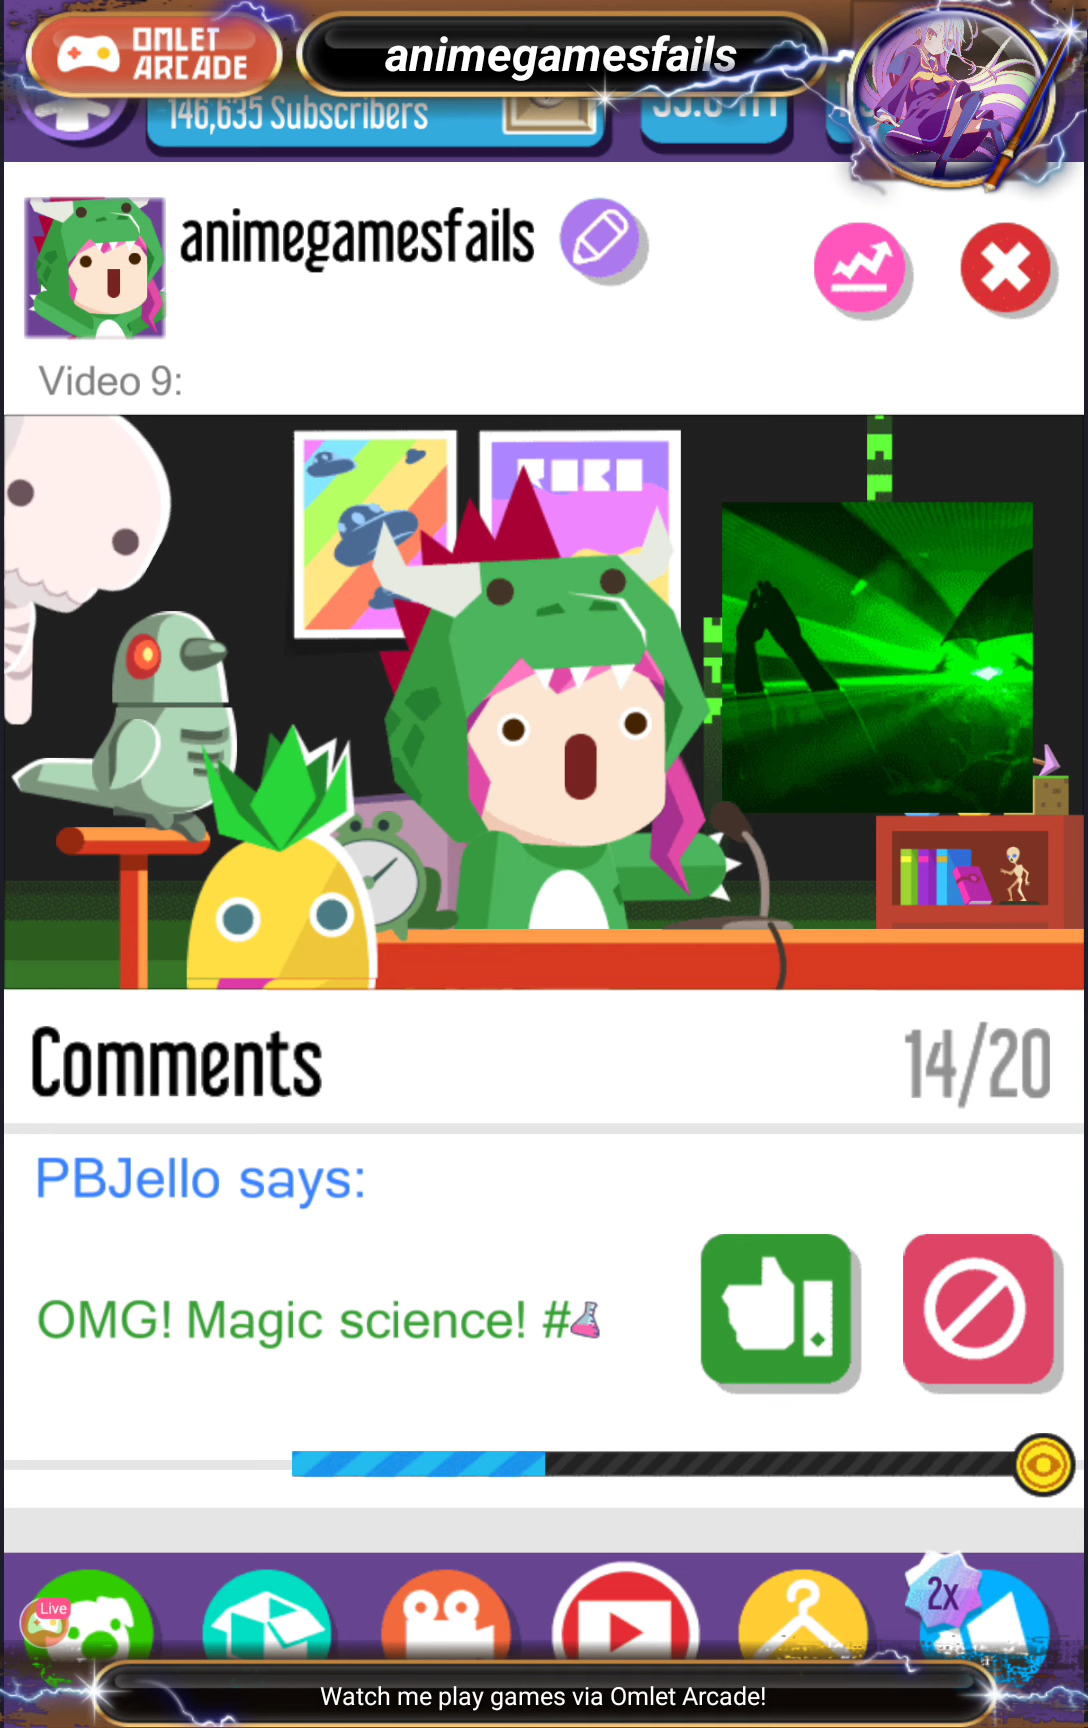 OMLET
ARCADE
animegamesfails
146,635 Subscribers
animegamesfails
Video 9:
Comments
14/20
PBJello says:
OMG! Magic science! #
2x
Live
Watch me play games via Omlet Arcade!